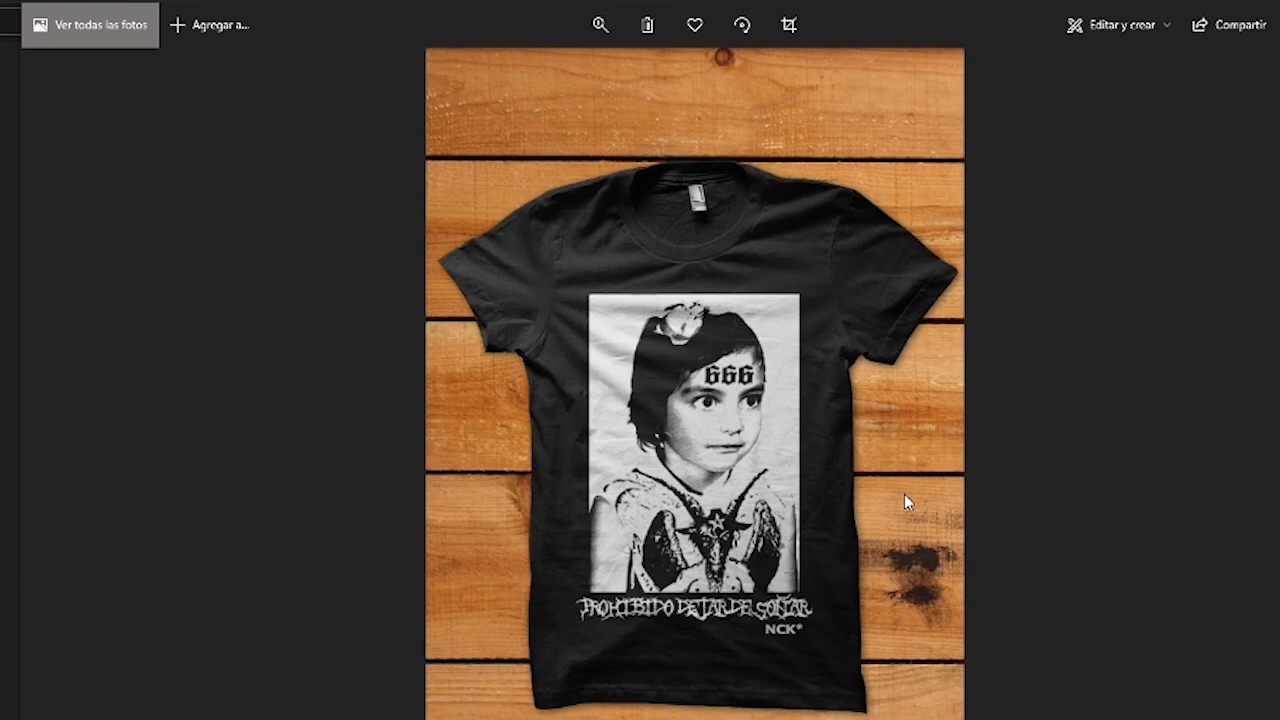 Ver todas las fotos
Agregar a...
Editar y crear
Compartir
666
PROHIBIDO DEJAR DE SOÑAR
NCK*